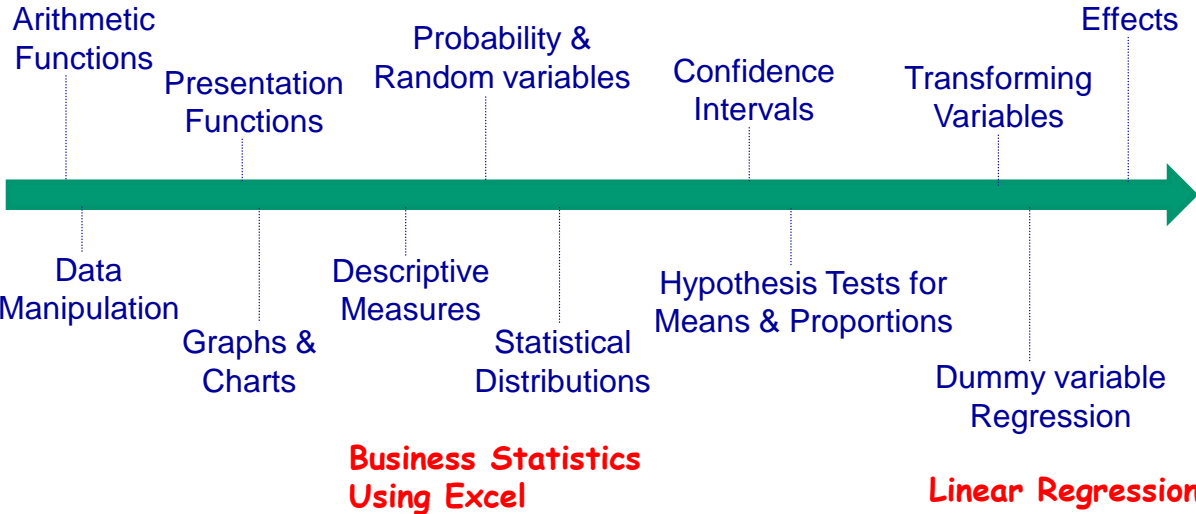 Arithmetic
Functions
Presentation
Functions
Probability &
Random variables
Confidence
Intervals
Transforming
Variables
Effects
Data
Manipulation
Graphs &
Charts
Descriptive
Measures
Statistical
Distributions
Hypothesis Tests for
Means & Proportions
Dummy variable
Regression
Business Statistics
Using Excel
Linear Regression